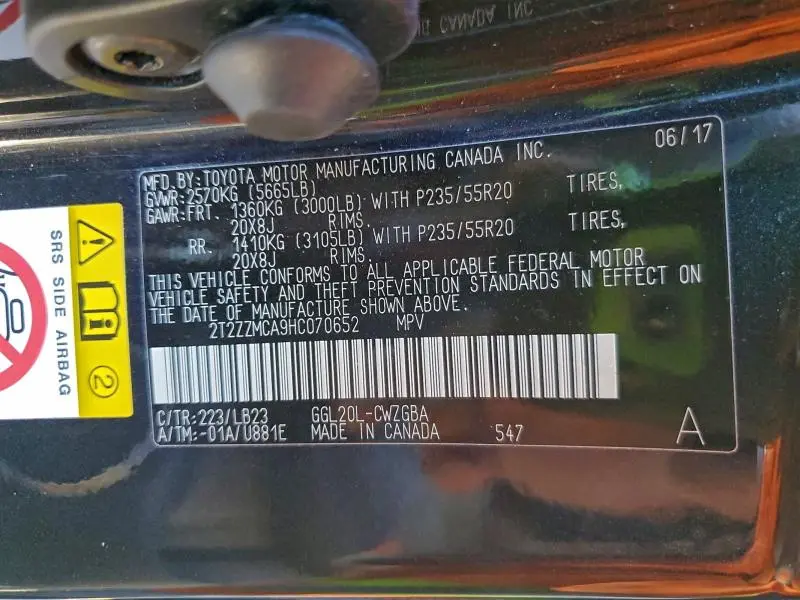 06/17
MFD.BY:TOYOTA MOTOR MANUFACTURING CANADA INC.
GVWR:2570KG (5665LB)
GAWR:FRT. 1360KG (3000LB) WITH P235/55R20 TIRES,
20X8J RIMS.
RR. 1410KG (3105LB) WITH P235/55R20 TIRES,
20X8J RIMS.
THIS VEHICLE CONFORMS TO ALL APPLICABLE FEDERAL MOTOR
VEHICLE SAFETY AND THEFT PREVENTION STANDARDS IN EFFECT ON
THE DATE OF MANUFACTURE SHOWN ABOVE.
2T2ZZMCA9HC070652 MPV
C/TR:223/LB23 GGL20L-CWZGBA
A/TM:-01A/U881E MADE IN CANADA 547 A
SRS SIDE AIRBAG
2
CANADA INC